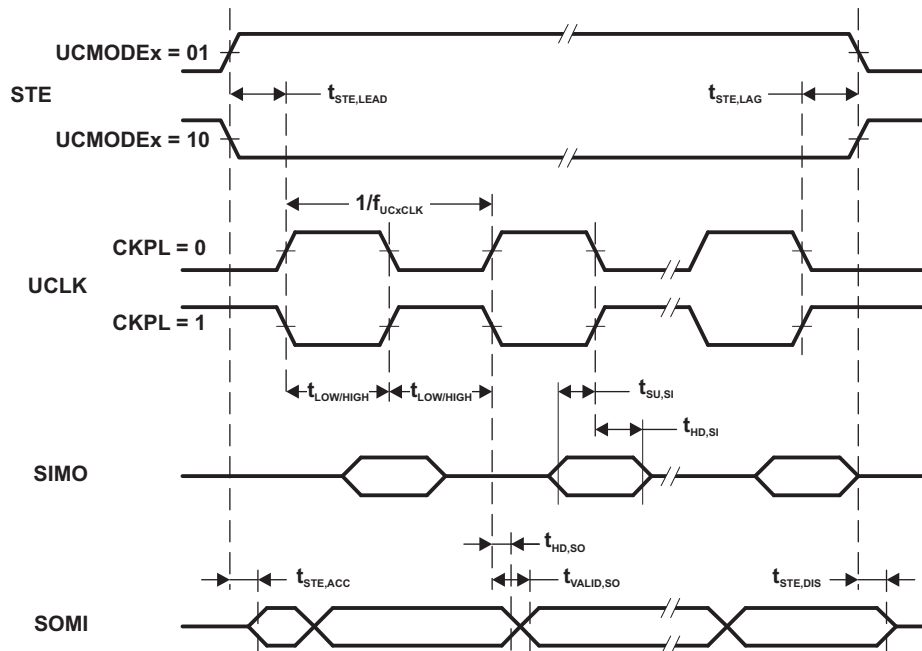 UCMODEx = 01
STE
tSTE,LEAD
tSTE,LAG
UCMODEx = 10
1/fUCxCLK
CKPL = 0
UCLK
CKPL = 1
tLOW/HIGH
tLOW/HIGH
tSU,SI
tHD,SI
SIMO
tHD,SO
tSTE,ACC
tVALID,SO
tSTE,DIS
SOMI